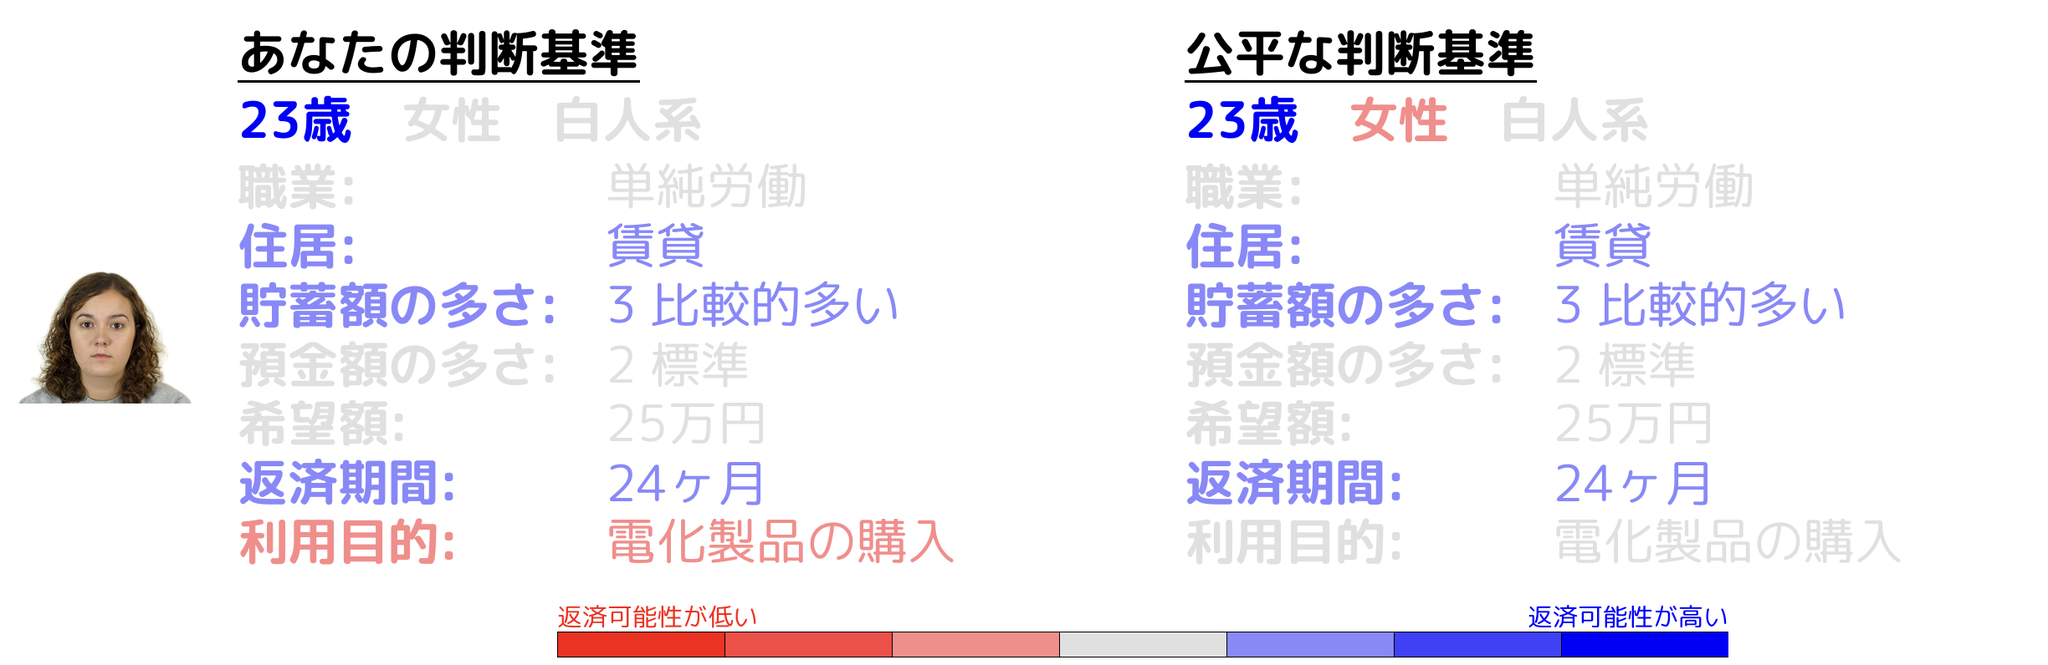 あなたの判断基準
23歳 女性 白人系
職業: 単純労働
住居: 賃貸
貯蓄額の多さ: 3 比較的多い
預金額の多さ: 2 標準
希望額: 25万円
返済期間: 24ヶ月
利用目的: 電化製品の購入
公平な判断基準
23歳 女性 白人系
職業: 単純労働
住居: 賃貸
貯蓄額の多さ: 3 比較的多い
預金額の多さ: 2 標準
希望額: 25万円
返済期間: 24ヶ月
利用目的: 電化製品の購入
返済可能性が低い
返済可能性が高い